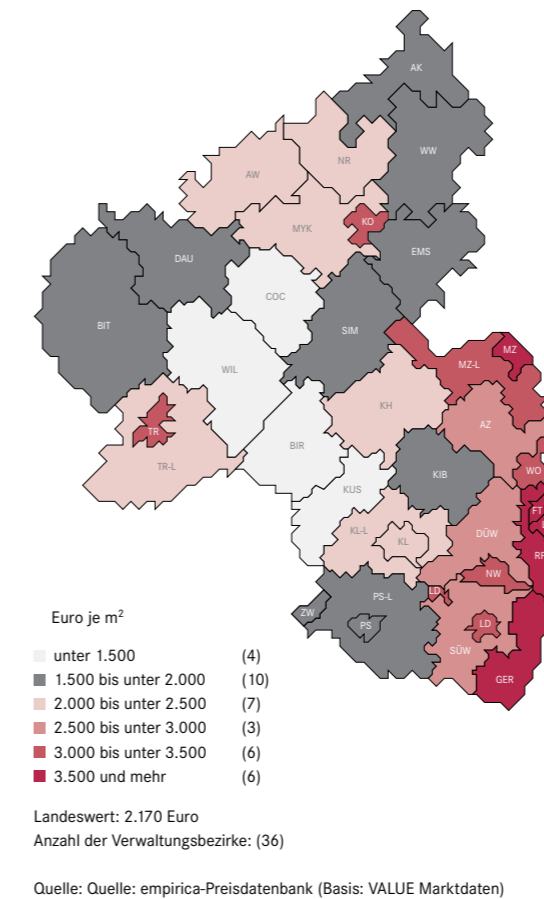 AK
WW
NR
AW
KO
MYK
EMS
DAU
COC
BIT
SIM
MZ
MZ-L
WIL
KH
AZ
TR
BIR
TR-L
WO
KIB
KUS
FT
KL-L
KL
DÜW
RP
NW
LD
PS-L
ZW
PS
LD
SÜW
GER
Euro je m²
unter 1.500 (4)
1.500 bis unter 2.000 (10)
2.000 bis unter 2.500 (7)
2.500 bis unter 3.000 (3)
3.000 bis unter 3.500 (6)
3.500 und mehr (6)
Landeswert: 2.170 Euro
Anzahl der Verwaltungsbezirke: (36)
Quelle: Quelle: empirica-Preisdatenbank (Basis: VALUE Marktdaten)